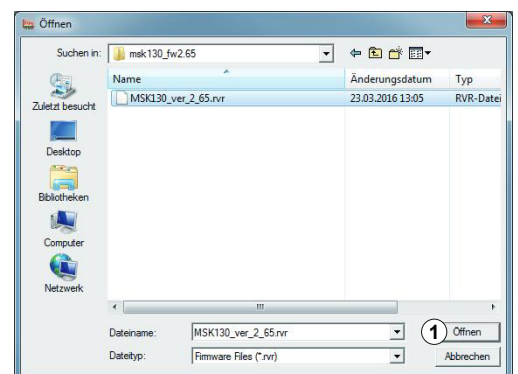 Öffnen
Suchen in: msk130_fw2.65
Name Änderungsdatum Typ
MSK130_ver_2_65.rvr 23.03.2016 13:05 RVR-Datei
Zuletzt besucht
Desktop
Bibliotheken
Computer
Netzwerk
Dateiname: MSK130_ver_2_65.rvr 1 Öffnen
Dateityp: Firmware Files (*.rvr) Abbrechen